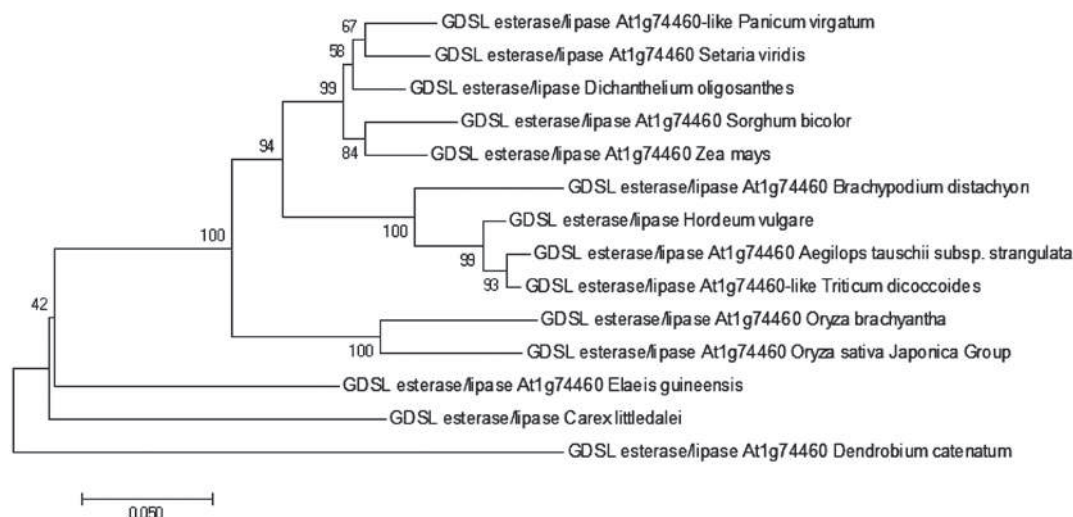 GDSL esterase/lipase At1g74460-like Panicum virgatum
67
GDSL esterase/lipase At1g74460 Setaria viridis
58
GDSL esterase/lipase Dichanthelium oligosanthes
99
GDSL esterase/lipase At1g74460 Sorghum bicolor
94
84
GDSL esterase/lipase At1g74460 Zea mays
GDSL esterase/lipase At1g74460 Brachypodium distachyon
GDSL esterase/lipase Hordeum vulgare
100
100
GDSL esterase/lipase At1g74460 Aegilops tauschii subsp. strangulata
99
93
GDSL esterase/lipase At1g74460-like Triticum dicoccoides
42
GDSL esterase/lipase At1g74460 Oryza brachyantha
100
GDSL esterase/lipase At1g74460 Oryza sativa Japonica Group
GDSL esterase/lipase At1g74460 Elaeis guineensis
GDSL esterase/lipase Carex littledalei
GDSL esterase/lipase At1g74460 Dendrobium catenatum
0.050